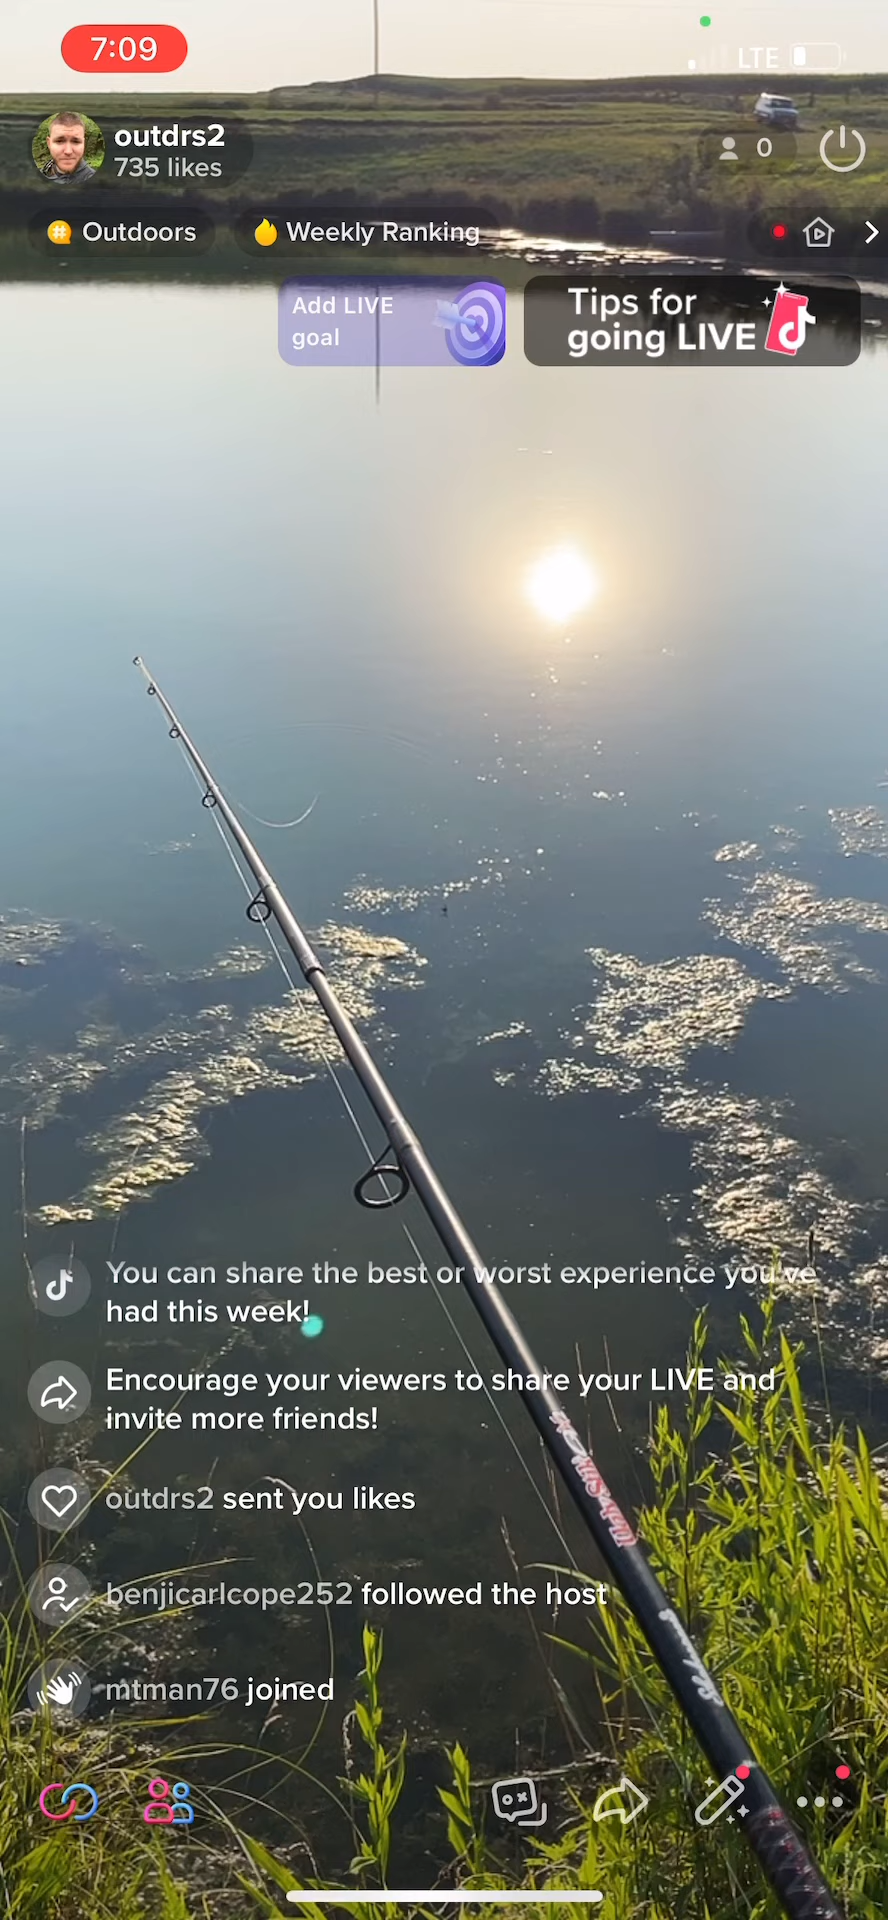 7:09
LTE
outdrs2
735 likes
0
Outdoors
Weekly Ranking
Add LIVE
goal
Tips for
going LIVE
You can share the best or worst experience you've
had this week!
Encourage your viewers to share your LIVE and
invite more friends!
outdrs2 sent you likes
benjicarlcope252 followed the host
mtman76 joined
Ugly Stik